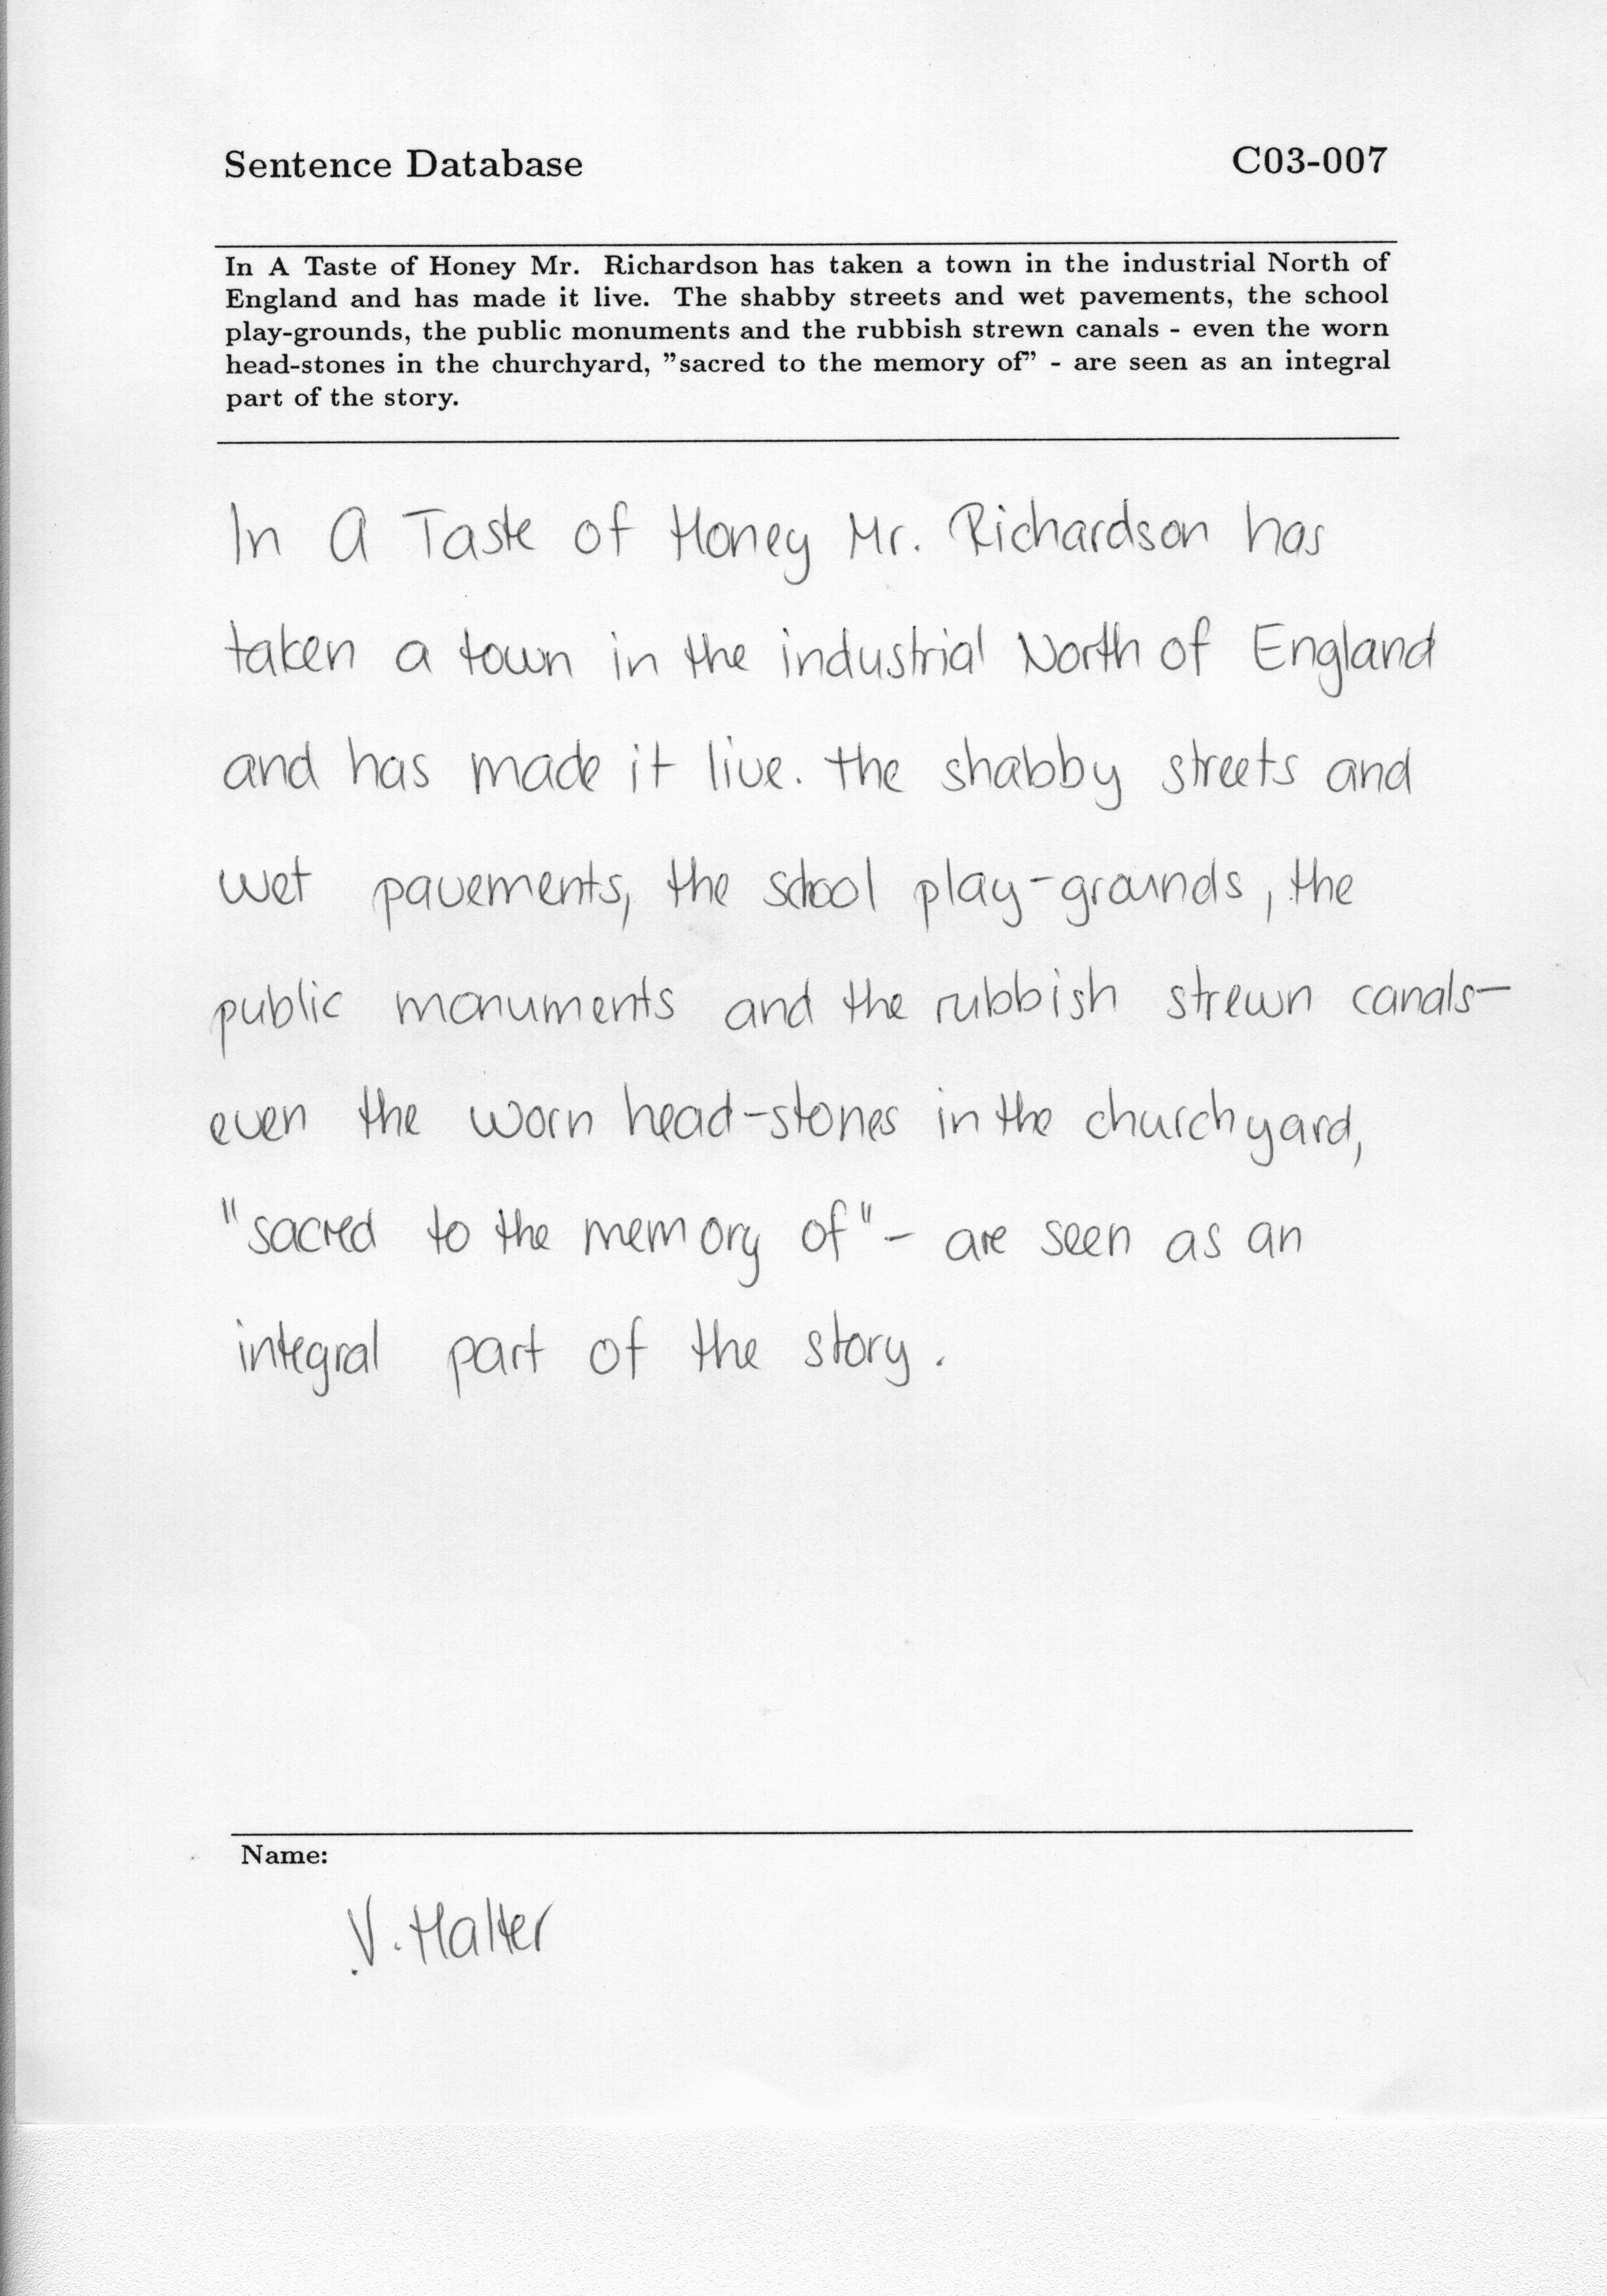 Sentence Database C03-007
In A Taste of Honey Mr. Richardson has taken a town in the industrial North of
England and has made it live. The shabby streets and wet pavements, the school
play-grounds, the public monuments and the rubbish strewn canals - even the worn
head-stones in the churchyard, ”sacred to the memory of” - are seen as an integral
part of the story.
In A Taste of Honey Mr. Richardson has
taken a town in the industrial North of England
and has made it live. the shabby streets and
wet pavements, the school play-grounds, the
public monuments and the rubbish strewn canals-
even the worn head-stones in the churchyard,
"sacred to the memory of" - are seen as an
integral part of the story.
Name:
V. Halter